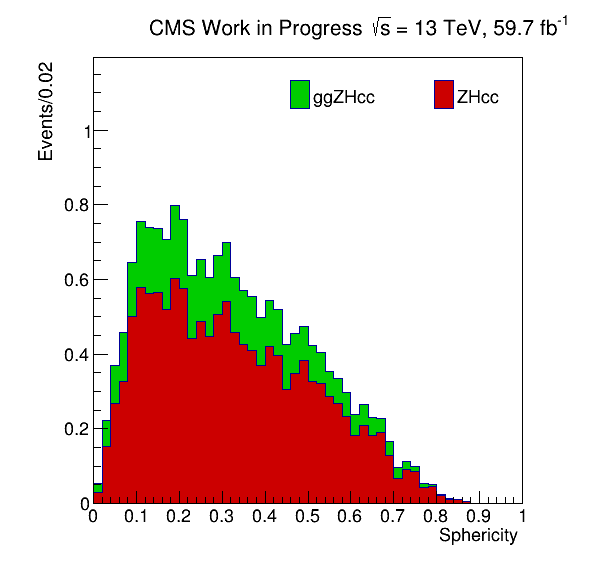 CMS Work in Progress √s = 13 TeV, 59.7 fb⁻¹
Events/0.02
ggZHcc ZHcc
1
0.8
0.6
0.4
0.2
0
0 0.1 0.2 0.3 0.4 0.5 0.6 0.7 0.8 0.9 1
Sphericity